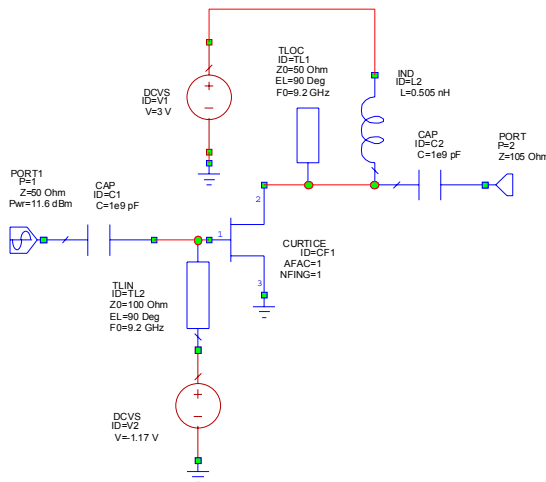 TLOC
ID=TL1
Z0=50 Ohm
EL=90 Deg
F0=9.2 GHz
IND
ID=L2
L=0.505 nH
DCVS
ID=V1
V=3 V
CAP
ID=C2
C=1e9 pF
PORT
P=2
Z=105 Ohm
PORT1
P=1
Z=50 Ohm
Pwr=11.6 dBm
CAP
ID=C1
C=1e9 pF
2
1
3
CURTICE
ID=CF1
AFAC=1
NFING=1
TLIN
ID=TL2
Z0=100 Ohm
EL=90 Deg
F0=9.2 GHz
DCVS
ID=V2
V=-1.17 V